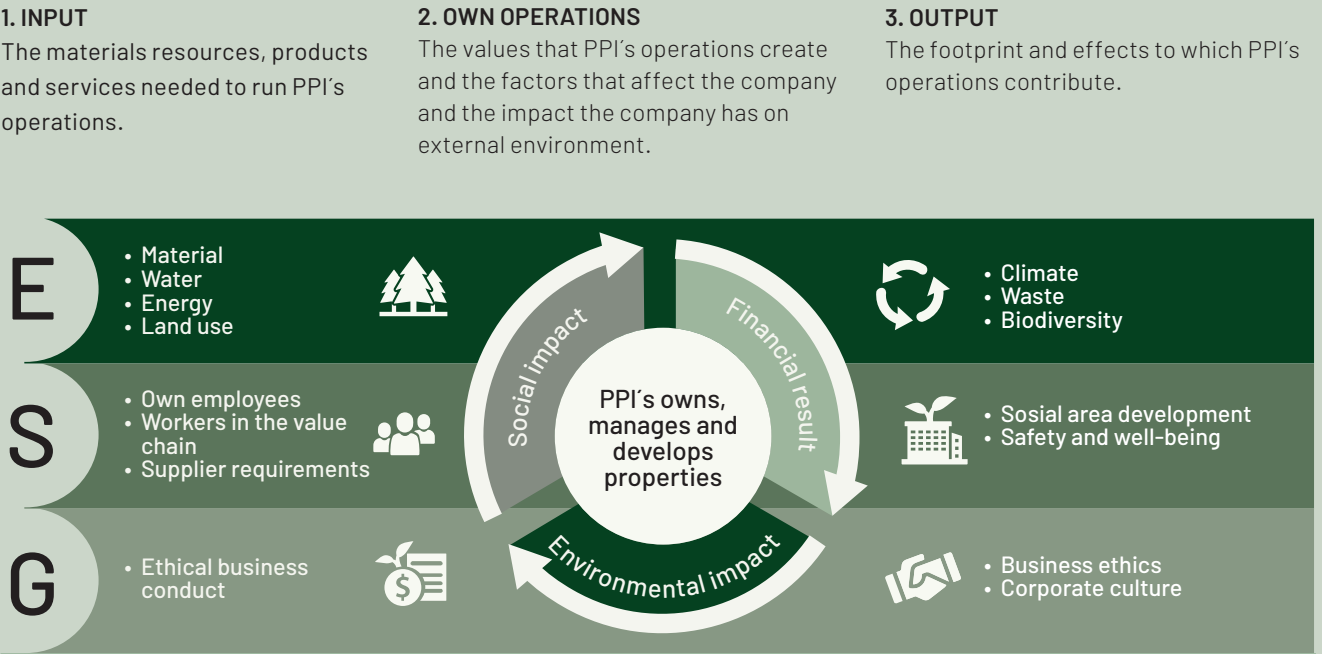 1. INPUT
The materials resources, products
and services needed to run PPI´s
operations.
2. OWN OPERATIONS
The values that PPI´s operations create
and the factors that affect the company
and the impact the company has on
external environment.
3. OUTPUT
The footprint and effects to which PPI´s
operations contribute.
E
• Material
• Water
• Energy
• Land use
• Climate
• Waste
• Biodiversity
S
• Own employees
• Workers in the value
chain
• Supplier requirements
• Sosial area development
• Safety and well-being
G
• Ethical business
conduct
$
• Business ethics
• Corporate culture
Social impact
Financial result
Environmental impact
PPI´s owns,
manages and
develops
properties